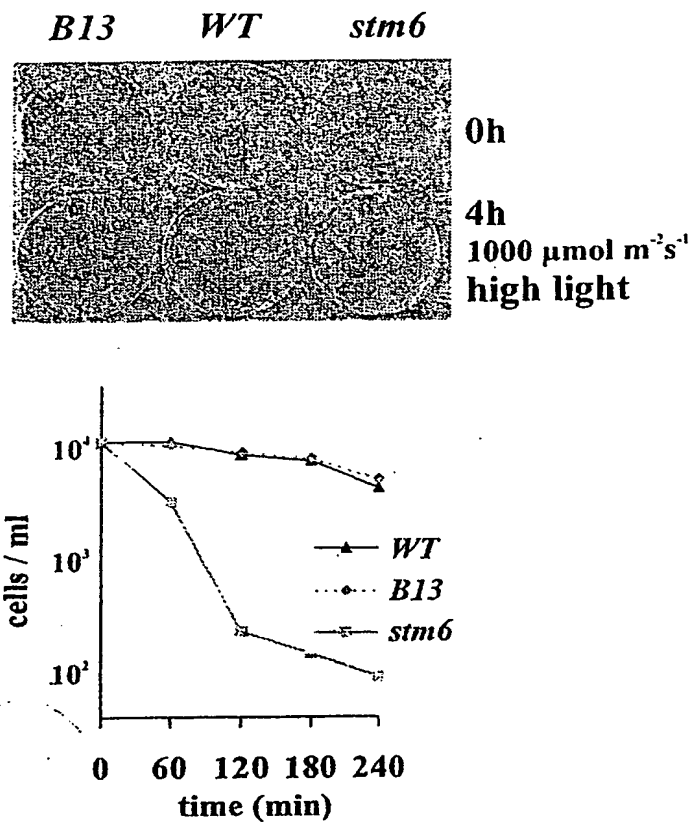 B13 WT stm6
0h
4h
1000 μmol m⁻²s⁻¹
high light
10⁴
10³
10²
cells / ml
WT
B13
stm6
0 60 120 180 240
time (min)